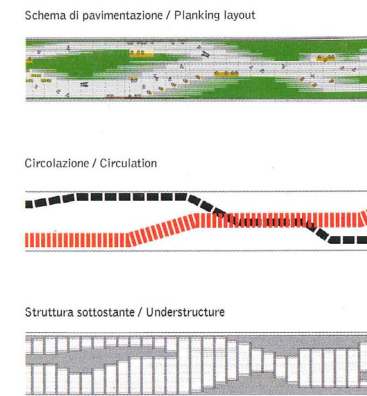 Schema di pavimentazione / Planking layout
Circolazione / Circulation
Struttura sottostante / Understructure